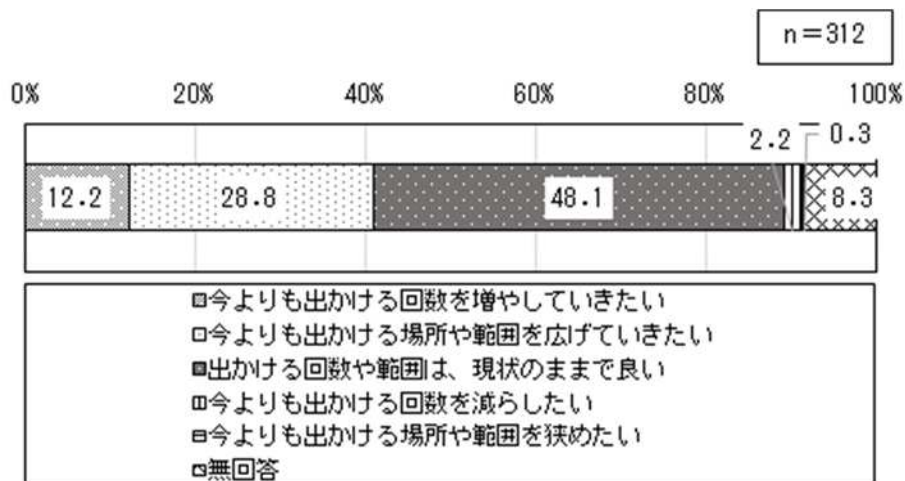 n＝312
0% 20% 40% 60% 80% 100%
2.2 0.3
12.2 28.8 48.1 8.3
今よりも出かける回数を増やしていきたい
今よりも出かける場所や範囲を広げていきたい
出かける回数や範囲は、現状のままで良い
今よりも出かける回数を減らしたい
今よりも出かける場所や範囲を狭めたい
無回答